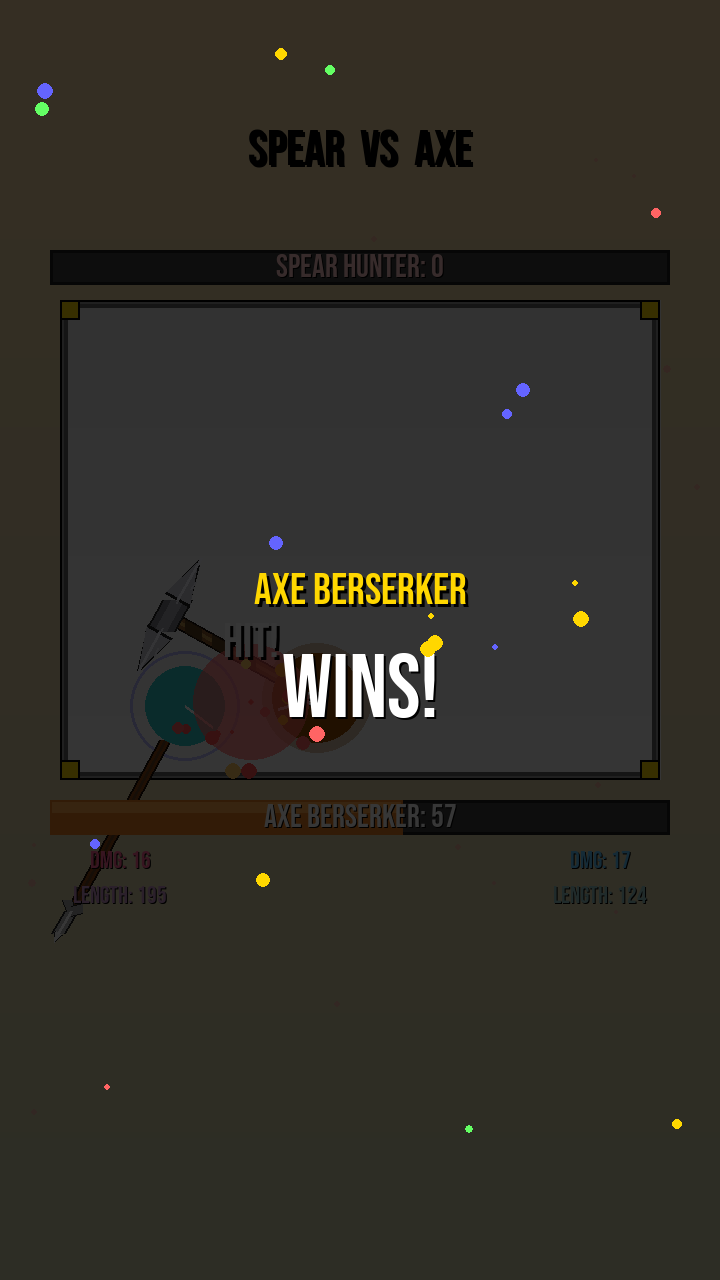 SPEAR VS AXE
SPEAR HUNTER: 0
AXE BERSERKER
HIT!
WINS!
AXE BERSERKER: 57
DMG: 16
DMG: 17
LENGTH: 195
LENGTH: 124